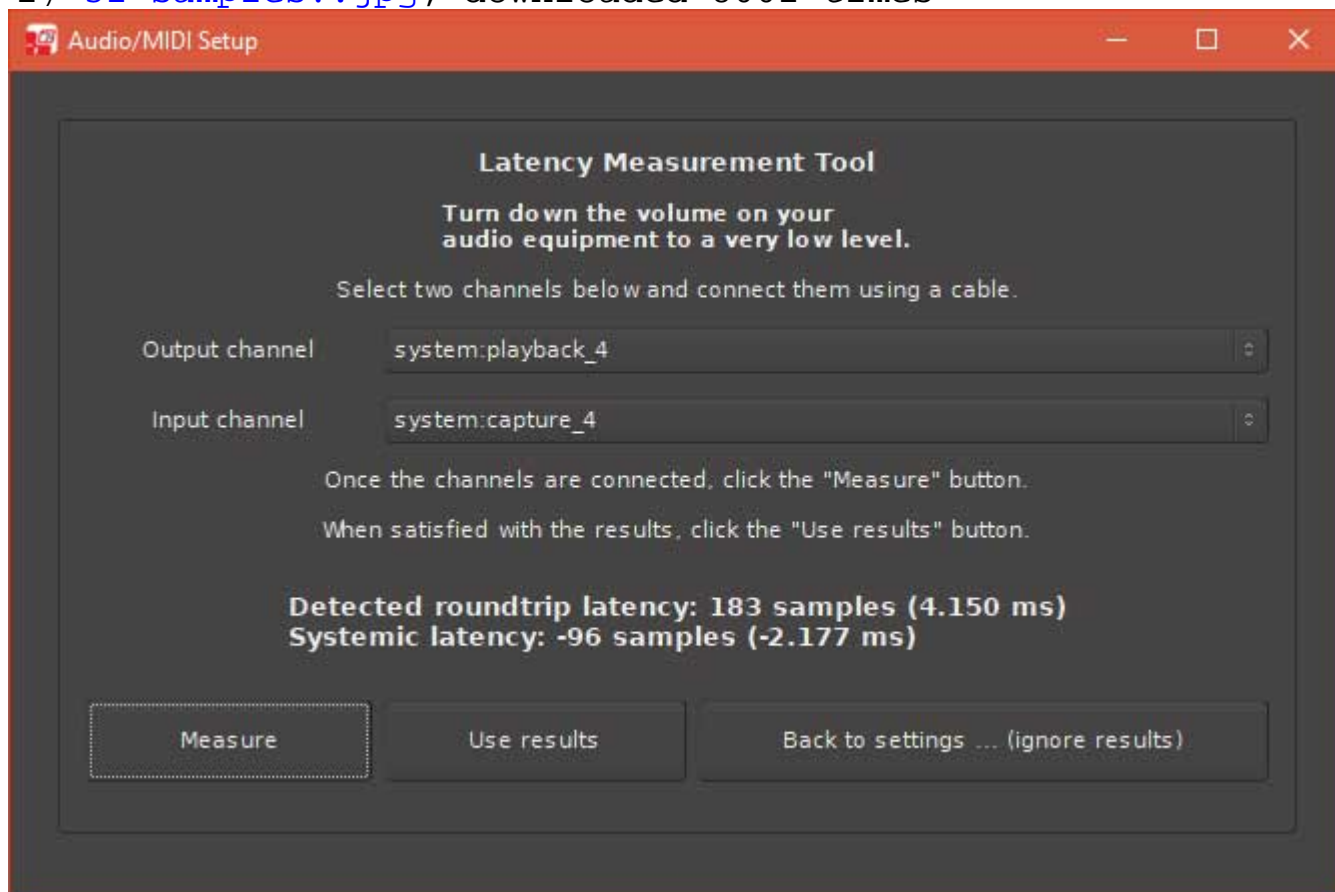 Audio/MIDI Setup
Latency Measurement Tool
Turn down the volume on your
audio equipment to a very low level.
Select two channels below and connect them using a cable.
Output channel system:playback_4
Input channel system:capture_4
Once the channels are connected, click the "Measure" button.
When satisfied with the results, click the "Use results" button.
Detected roundtrip latency: 183 samples (4.150 ms)
Systemic latency: -96 samples (-2.177 ms)
Measure Use results Back to settings ... (ignore results)